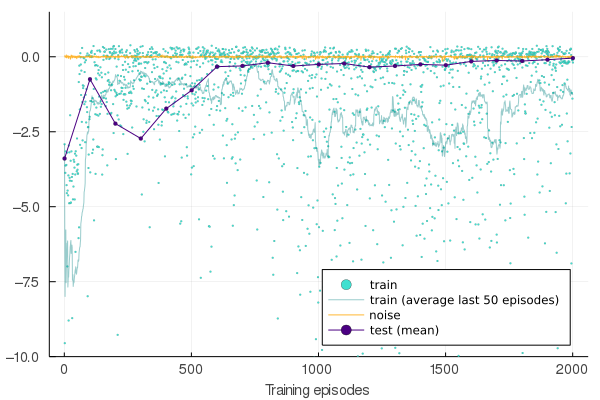 0.0
−2.5
−5.0
−7.5
−10.0
0 500 1000 1500 2000
Training episodes
train
train (average last 50 episodes)
noise
test (mean)